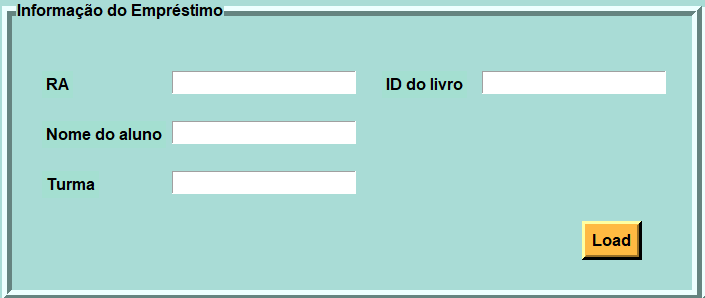 Informação do Empréstimo
RA
ID do livro
Nome do aluno
Turma
Load